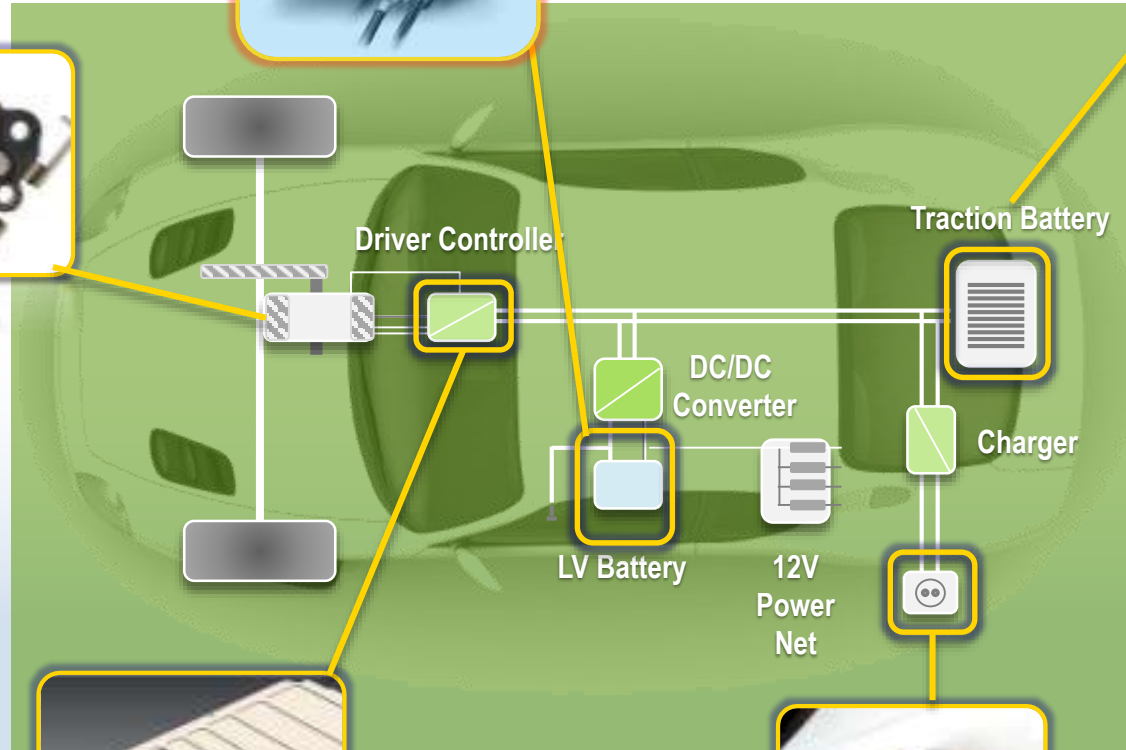 Traction Battery
Driver Controller
DC/DC
Converter
Charger
LV Battery
12V
Power
Net